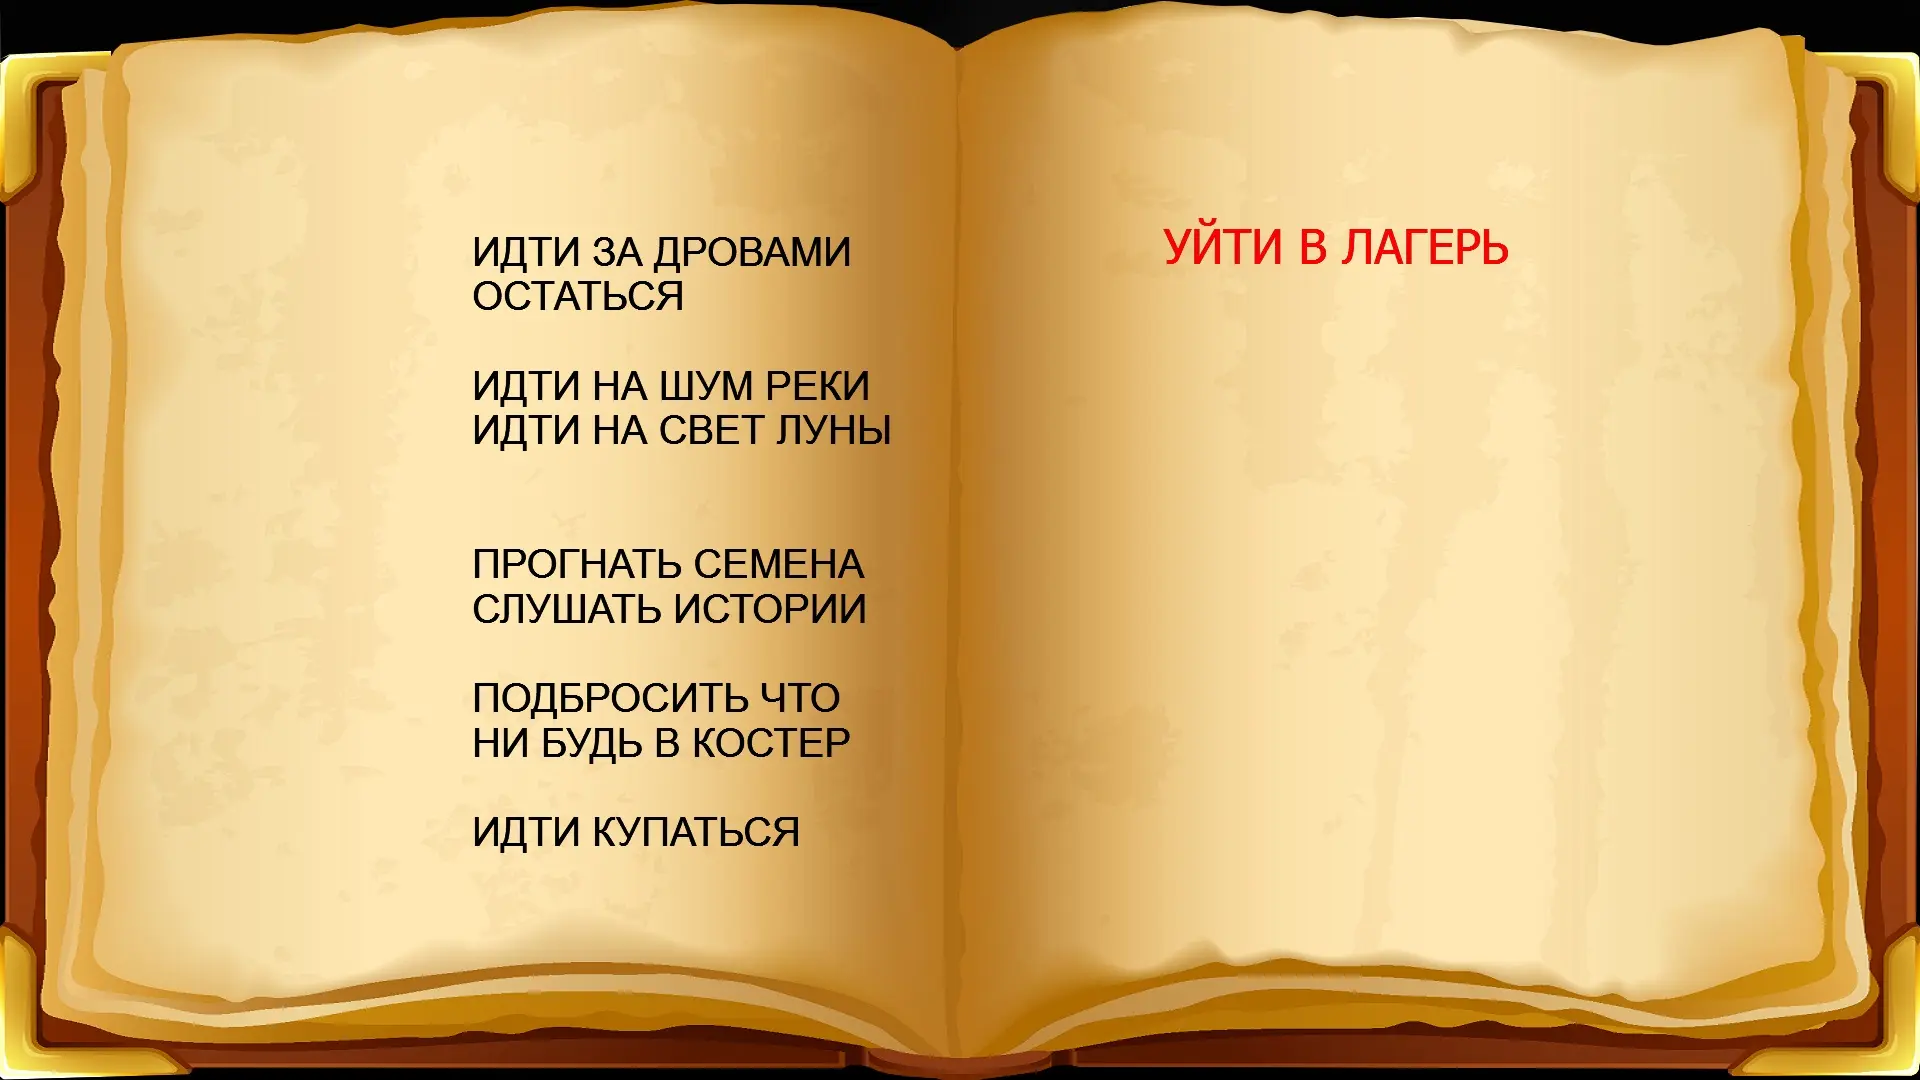 ИДТИ ЗА ДРОВАМИ
ОСТАТЬСЯ
ИДТИ НА ШУМ РЕКИ
ИДТИ НА СВЕТ ЛУНЫ
ПРОГНАТЬ СЕМЕНА
СЛУШАТЬ ИСТОРИИ
ПОДБРОСИТЬ ЧТО
НИ БУДЬ В КОСТЕР
ИДТИ КУПАТЬСЯ
УЙТИ В ЛАГЕРЬ